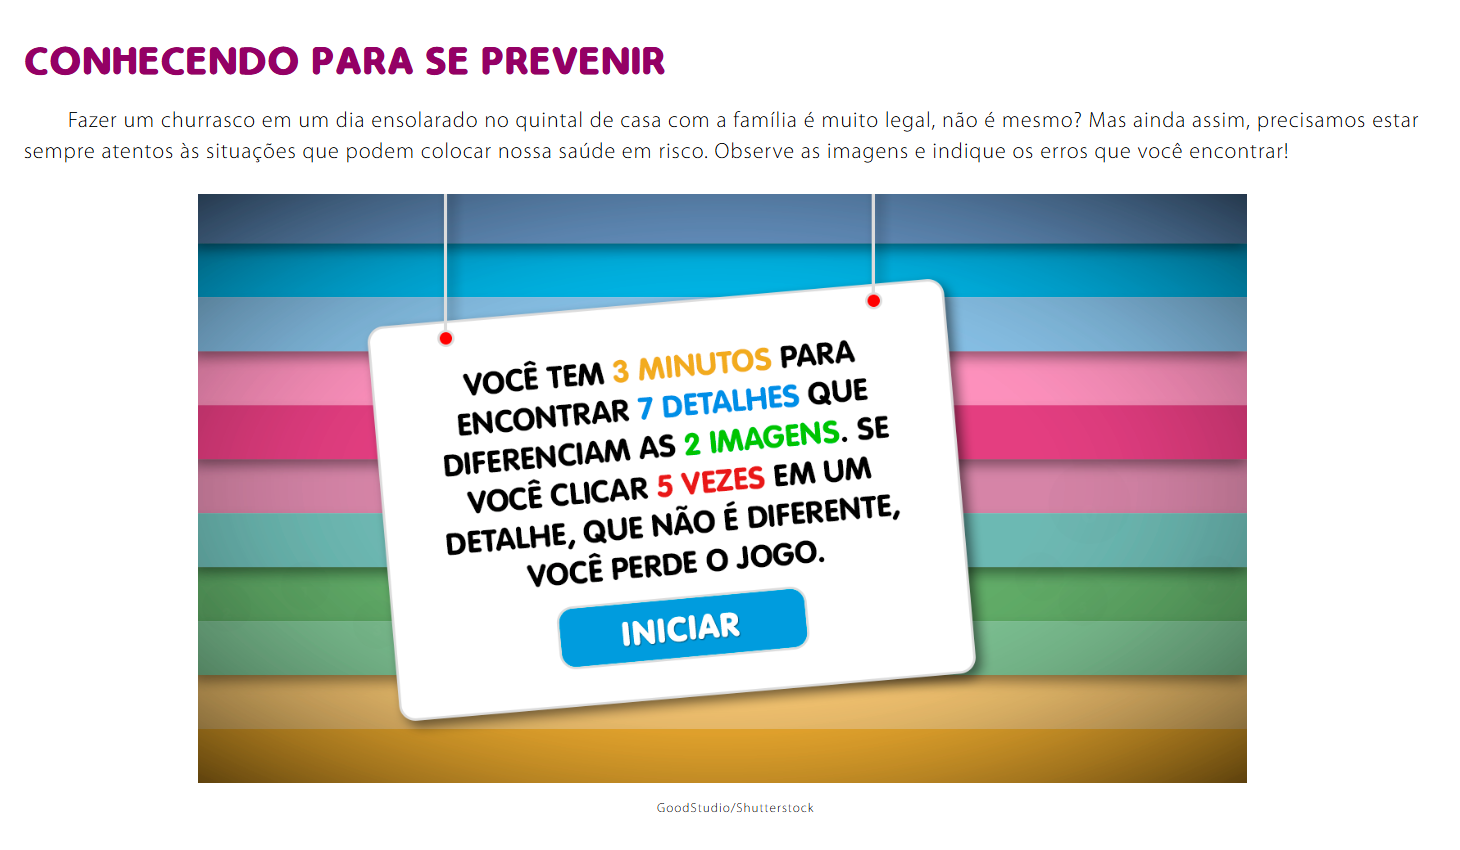 CONHECENDO PARA SE PREVENIR
Fazer um churrasco em um dia ensolarado no quintal de casa com a família é muito legal, não é mesmo? Mas ainda assim, precisamos estar
sempre atentos às situações que podem colocar nossa saúde em risco. Observe as imagens e indique os erros que você encontrar!
VOCÊ TEM 3 MINUTOS PARA
ENCONTRAR 7 DETALHES QUE
DIFERENCIAM AS 2 IMAGENS. SE
VOCÊ CLICAR 5 VEZES EM UM
DETALHE, QUE NÃO É DIFERENTE,
VOCÊ PERDE O JOGO.
INICIAR
GoodStudio/Shutterstock